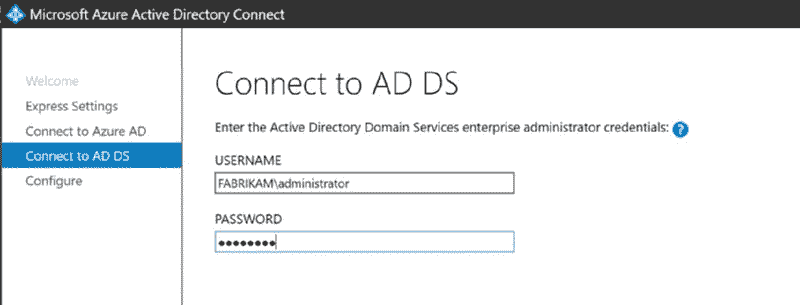 Microsoft Azure Active Directory Connect
Welcome
Express Settings
Connect to Azure AD
Connect to AD DS
Configure
Connect to AD DS
Enter the Active Directory Domain Services enterprise administrator credentials: ?
USERNAME
FABRIKAM\administrator
PASSWORD
••••••••